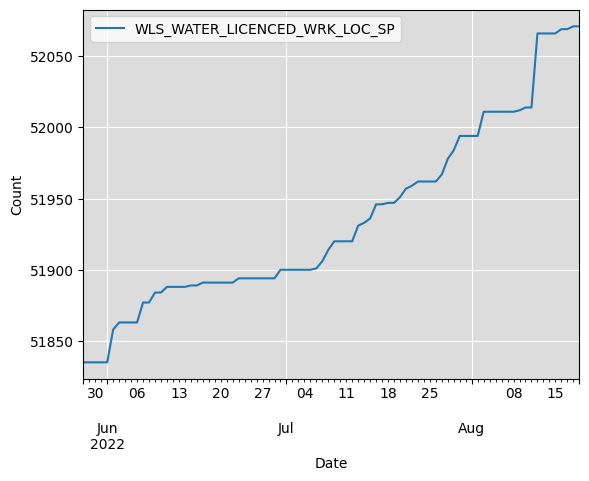 WLS_WATER_LICENCED_WRK_LOC_SP
52050
52000
51950
51900
51850
Count
30 06 13 20 27 04 11 18 25 08 15
Jun Jul Aug
2022
Date